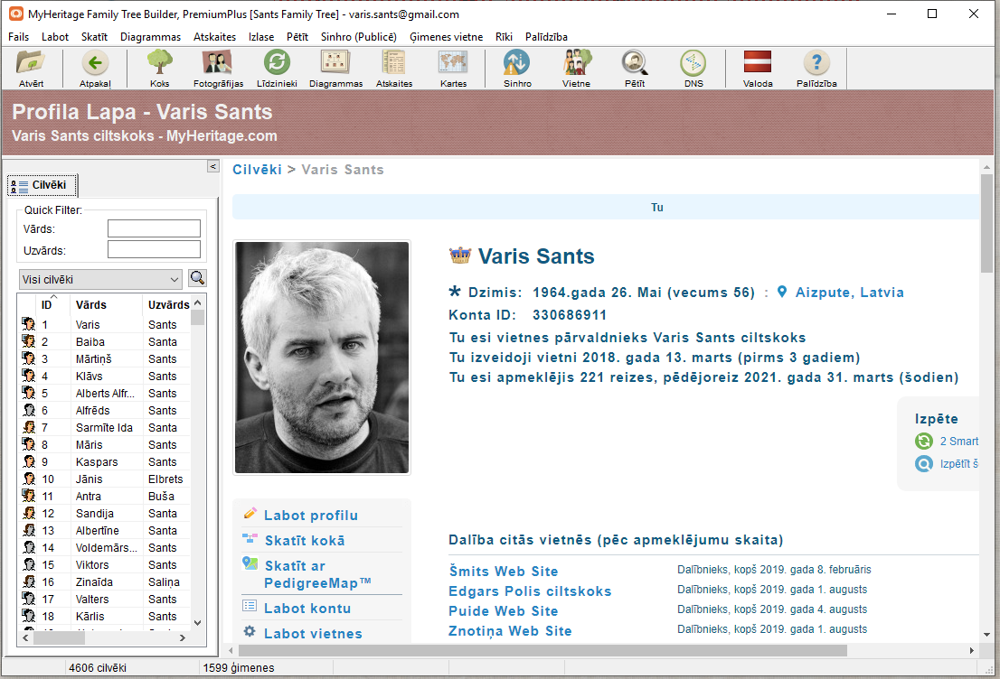 MyHeritage Family Tree Builder, PremiumPlus [Sants Family Tree] - varis.sants@gmail.com
Fails Labot Skatīt Diagrammas Atskaites Izlase Pētīt Sinhro (Publicē) Ģimenes vietne Rīki Palīdzība
Atvērt Atpakaļ Koks Fotogrāfijas Līdzinieki Diagrammas Atskaites Kartes Sinhro Vietne Pētīt DNS Valoda Palīdzība
Profila Lapa - Varis Sants
Varis Sants ciltskoks - MyHeritage.com
<
Cilvēki
Quick Filter:
Vārds:
Uzvārds:
Visi cilvēki
ID Vārds Uzvārds
1 Varis Sants
2 Baiba Santa
3 Mārtiņš Sants
4 Klāvs Sants
5 Alberts Alfr... Sants
6 Alfrēds Sants
7 Sarmīte Ida Santa
8 Māris Sants
9 Kaspars Sants
10 Jānis Elbrets
11 Antra Buša
12 Sandija Santa
13 Albertīne Santa
14 Voldemārs... Sants
15 Viktors Sants
16 Zinaīda Saliņa
17 Valters Sants
18 Kārlis Sants
Cilvēki > Varis Sants
Tu
Varis Sants
Dzimis: 1964.gada 26. Mai (vecums 56) : Aizpute, Latvia
Konta ID: 330686911
Tu esi vietnes pārvaldnieks Varis Sants ciltskoks
Tu izveidoji vietni 2018. gada 13. marts (pirms 3 gadiem)
Tu esi apmeklējis 221 reizes, pēdējoreiz 2021. gada 31. marts (šodien)
Izpēte
2 Smart
Izpētīt š
Labot profilu
Skatīt kokā
Skatīt ar
PedigreeMap™
Labot kontu
Labot vietnes
Dalība citās vietnēs (pēc apmeklējumu skaita)
Šmits Web Site Dalībnieks, kopš 2019. gada 8. februāris
Edgars Polis ciltskoks Dalībnieks, kopš 2019. gada 1. augusts
Puide Web Site Dalībnieks, kopš 2019. gada 4. augusts
Znotiņa Web Site Dalībnieks, kopš 2019. gada 1. augusts
4606 cilvēki 1599 ģimenes